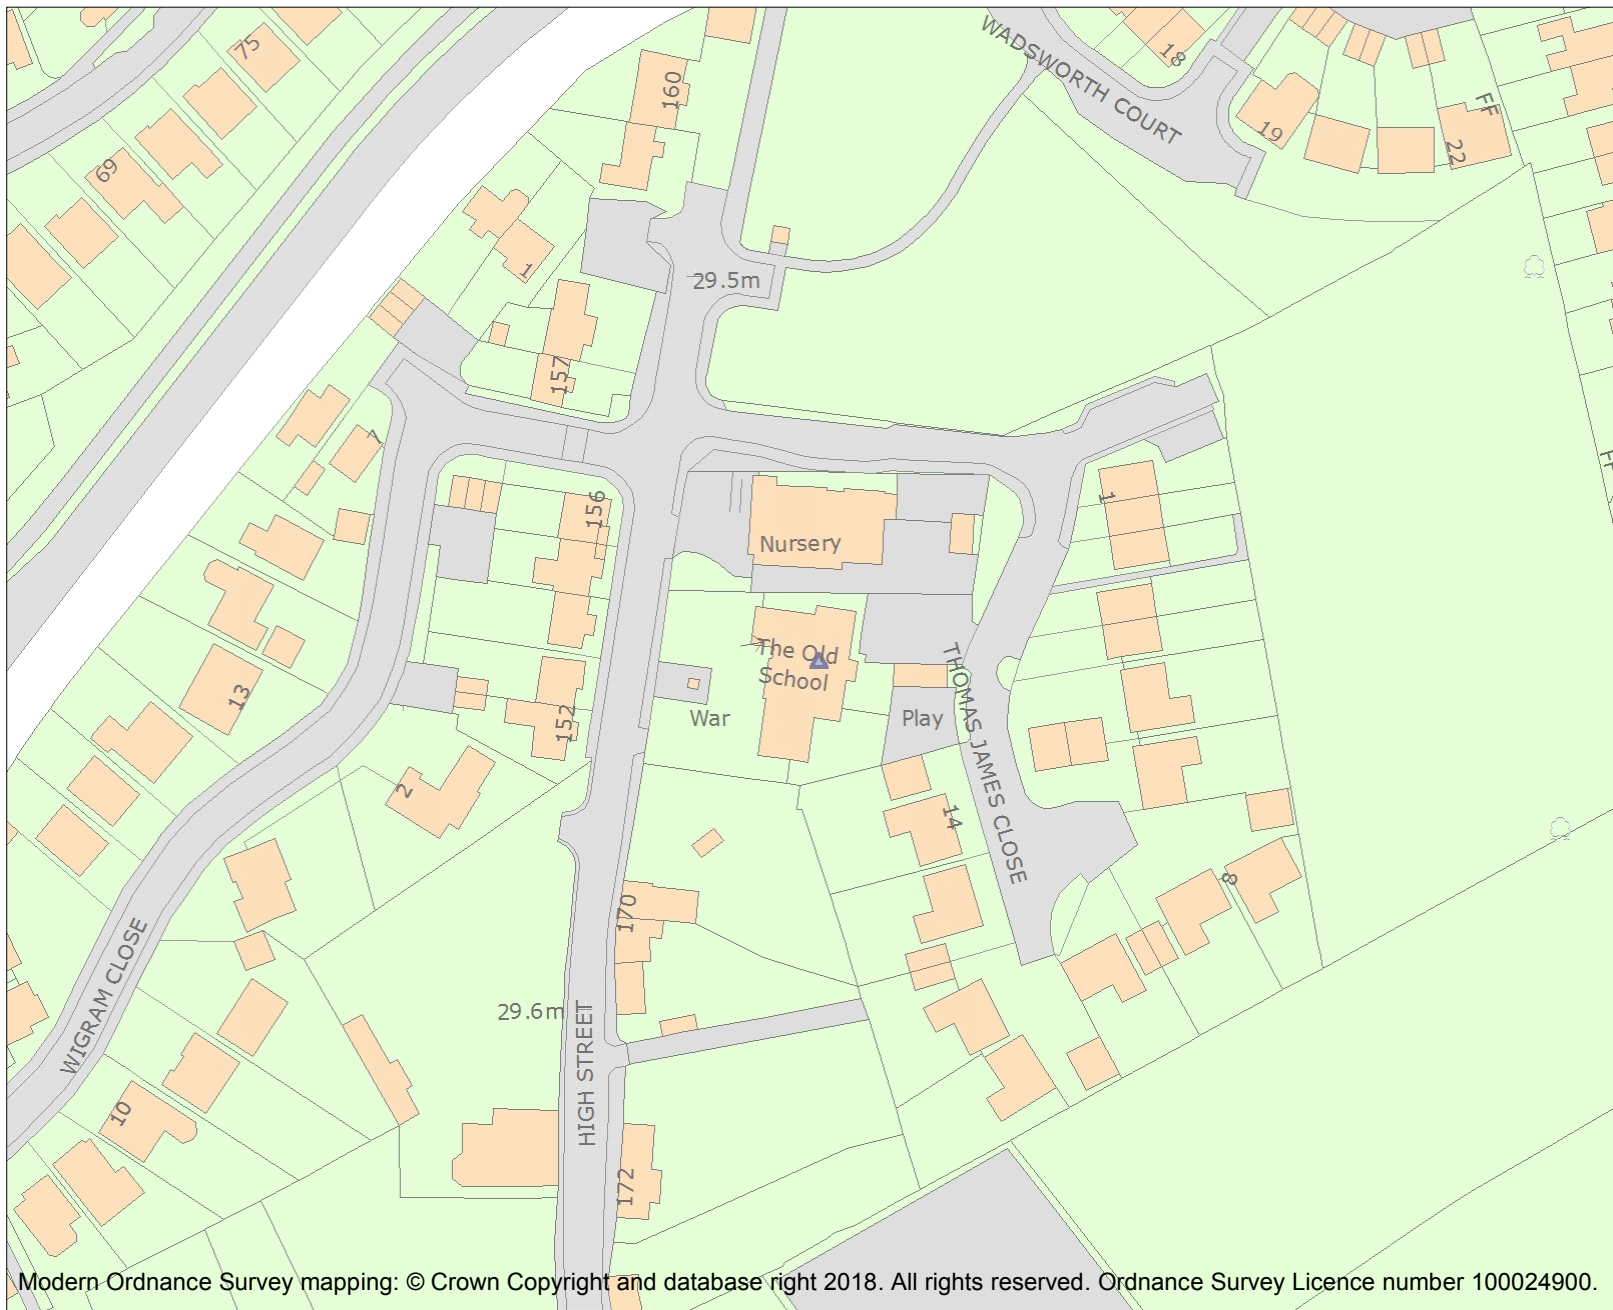 75
WADSWORTH COURT
18
FF
160
19
22
69
1
29.5m
157
7
1
156
FF
Nursery
The Old
School
THOMAS JAMES CLOSE
13
War
Play
152
2
14
8
170
WIGRAM CLOSE
29.6m
HIGH STREET
10
172
Modern Ordnance Survey mapping: © Crown Copyright and database right 2018. All rights reserved. Ordnance Survey Licence number 100024900.